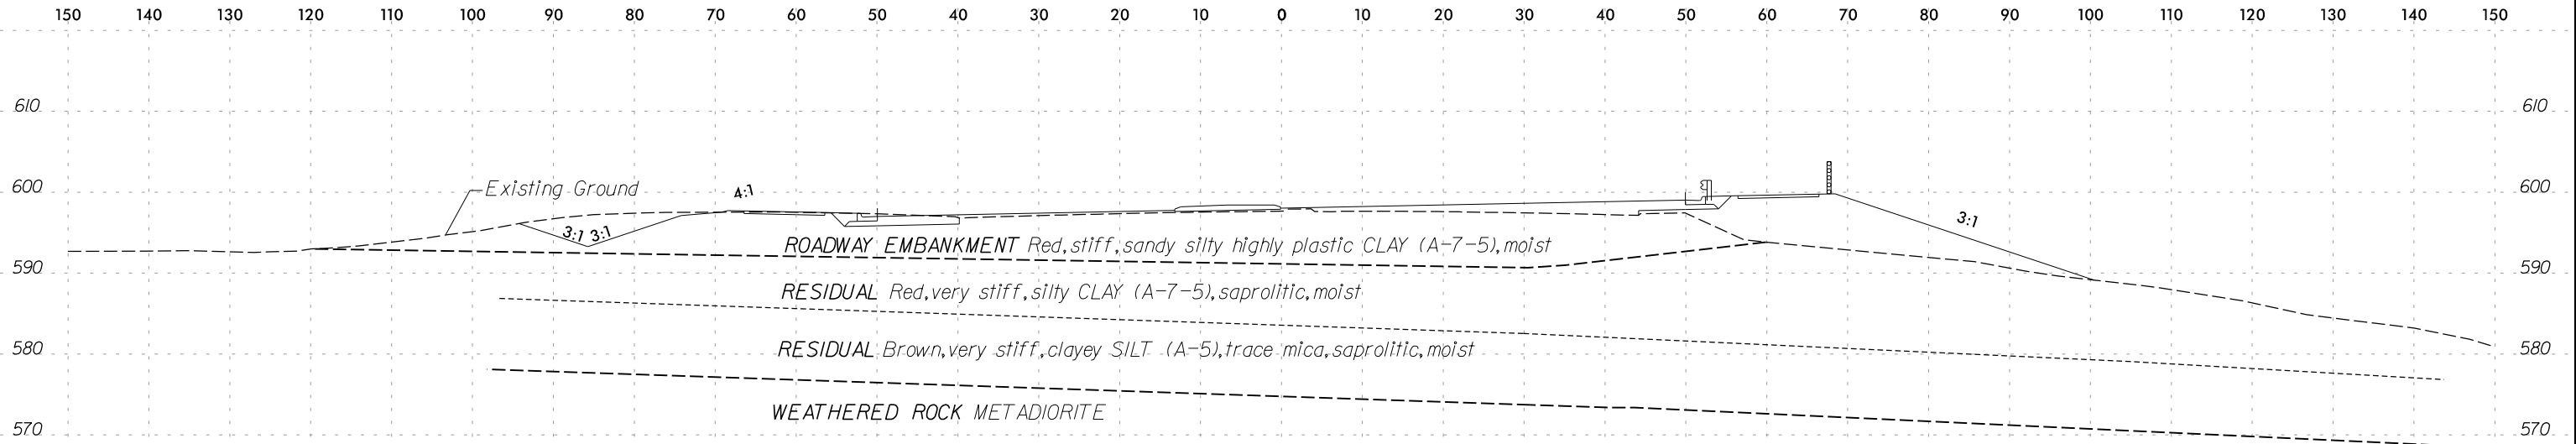 150 140 130 120 110 100 90 80 70 60 50 40 30 20 10 0 10 20 30 40 50 60 70 80 90 100 110 120 130 140 150
610 610
600 Existing Ground 4:1 600
3:1 3:1 3:1
ROADWAY EMBANKMENT Red, stiff, sandy silty highly plastic CLAY (A-7-5), moist
590 590
RESIDUAL Red, very stiff, silty CLAY (A-7-5), saprolitic, moist
580 RESIDUAL Brown, very stiff, clayey SILT (A-5), trace mica, saprolitic, moist 580
WEATHERED ROCK METADIORITE
570 570